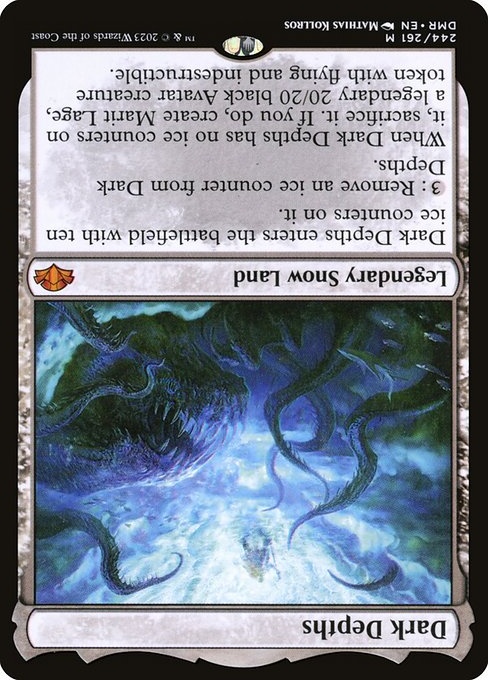 Dark Depths
Legendary Snow Land
Dark Depths enters the battlefield with ten
ice counters on it.
3 : Remove an ice counter from Dark
Depths.
When Dark Depths has no ice counters on
it, sacrifice it. If you do, create Marit Lage,
a legendary 20/20 black Avatar creature
token with flying and indestructible.
244/261 M
DMR • EN MATHIAS KOLLROS
™ & © 2023 Wizards of the Coast